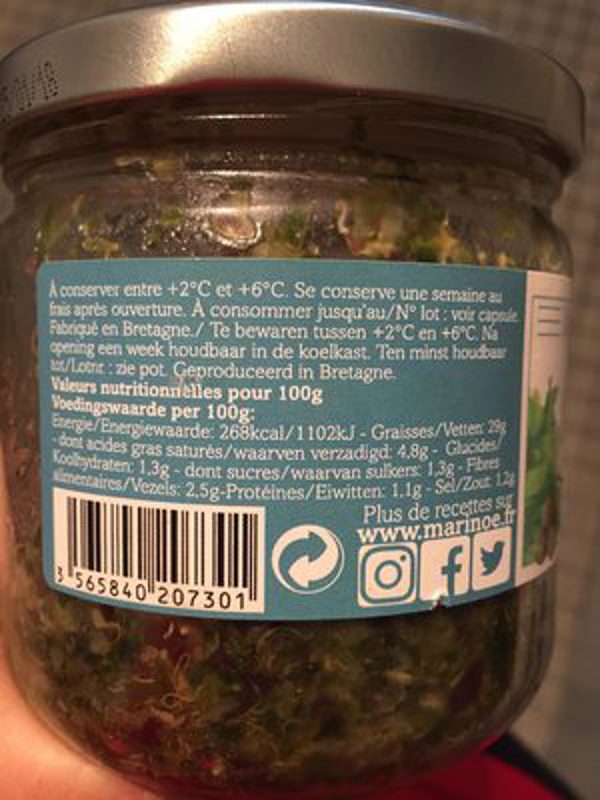 /01/18
À conserver entre +2°C et +6°C. Se conserve une semaine au
frais après ouverture. À consommer jusqu'au/N° lot : voir capsule.
Fabriqué en Bretagne./ Te bewaren tussen +2°C en +6°C. Na
opening een week houdbaar in de koelkast. Ten minst houdbaar
tot/Lotnr. : zie pot. Geproduceerd in Bretagne.
Valeurs nutritionnelles pour 100g
Voedingswaarde per 100g:
Energie/Energiewaarde: 268kcal/1102kJ - Graisses/Vetten: 29g
- dont acides gras saturés/waarven verzadigd: 4,8g - Glucides/
Koolhydraten: 1,3g - dont sucres/waarvan sulkers: 1,3g - Fibres
alimentaires/Vezels: 2,5g-Protéines/Eiwitten: 1.1g - Sel/Zout: 1,2g
Plus de recettes sur
www.marinoe.fr
3 565840 207301